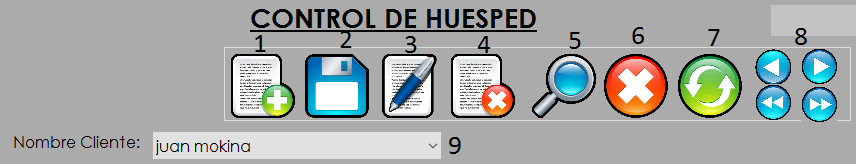 CONTROL DE HUESPED
1 2 3 4 5 6 7 8
Nombre Cliente: juan mokina 9